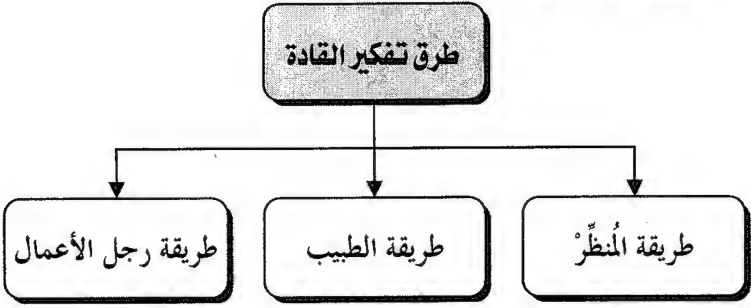 طرق تفكير القادة
طريقة المُنظِّرْ
طريقة الطبيب
طريقة رجل الأعمال